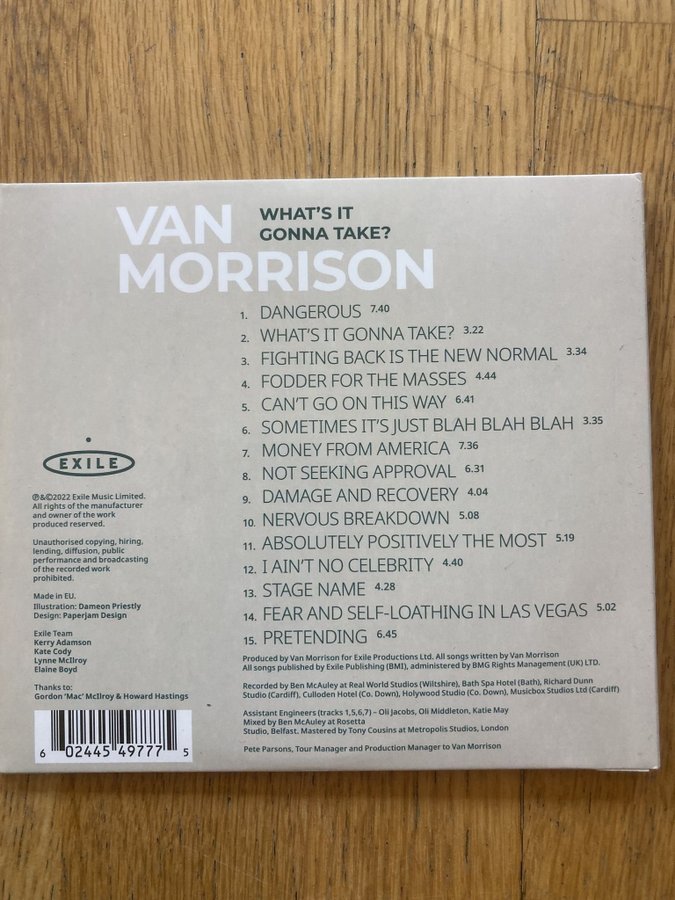 VAN
MORRISON
WHAT'S IT
GONNA TAKE?
1. DANGEROUS 7.40
2. WHAT'S IT GONNA TAKE? 3.22
3. FIGHTING BACK IS THE NEW NORMAL 3.34
4. FODDER FOR THE MASSES 4.44
5. CAN'T GO ON THIS WAY 6.41
6. SOMETIMES IT'S JUST BLAH BLAH BLAH 3.35
7. MONEY FROM AMERICA 7.36
8. NOT SEEKING APPROVAL 6.31
9. DAMAGE AND RECOVERY 4.04
10. NERVOUS BREAKDOWN 5.08
11. ABSOLUTELY POSITIVELY THE MOST 5.19
12. I AIN'T NO CELEBRITY 4.40
13. STAGE NAME 4.28
14. FEAR AND SELF-LOATHING IN LAS VEGAS 5.02
15. PRETENDING 6.45
EXILE
℗&©2022 Exile Music Limited.
All rights of the manufacturer
and owner of the work
produced reserved.
Unauthorised copying, hiring,
lending, diffusion, public
performance and broadcasting
of the recorded work
prohibited.
Made in EU.
Illustration: Dameon Priestly
Design: Paperjam Design
Exile Team
Kerry Adamson
Kate Cody
Lynne McIlroy
Elaine Boyd
Thanks to:
Gordon 'Mac' McIlroy & Howard Hastings
6 02445 49777 5
Produced by Van Morrison for Exile Productions Ltd. All songs written by Van Morrison
All songs published by Exile Publishing (BMI), administered by BMG Rights Management (UK) LTD.
Recorded by Ben McAuley at Real World Studios (Wiltshire), Bath Spa Hotel (Bath), Richard Dunn
Studio (Cardiff), Culloden Hotel (Co. Down), Holywood Studio (Co. Down), Musicbox Studios Ltd (Cardiff)
Assistant Engineers (tracks 1,5,6,7) – Oli Jacobs, Oli Middleton, Katie May
Mixed by Ben McAuley at Rosetta
Studio, Belfast. Mastered by Tony Cousins at Metropolis Studios, London
Pete Parsons, Tour Manager and Production Manager to Van Morrison